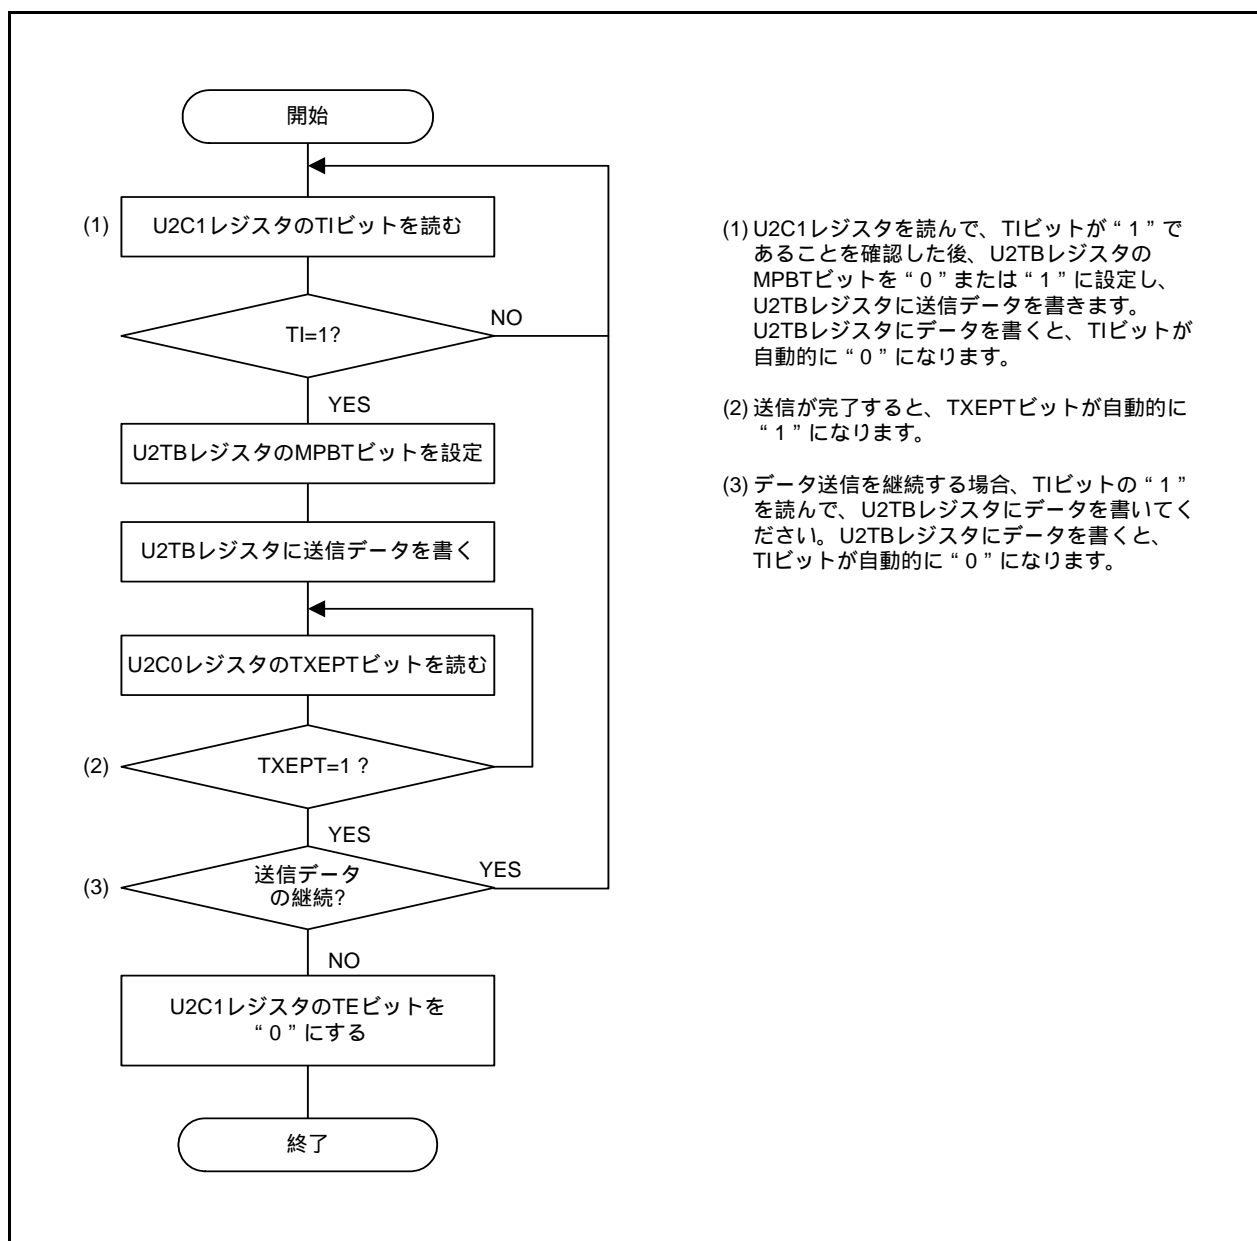 開始
(1)
U2C1レジスタのTIビットを読む
TI=1?
NO
YES
U2TBレジスタのMPBTビットを設定
U2TBレジスタに送信データを書く
U2C0レジスタのTXEPTビットを読む
(2)
TXEPT=1 ?
YES
(3)
送信データ
の継続?
YES
NO
U2C1レジスタのTEビットを
“ 0 ” にする
終了
(1) U2C1レジスタを読んで、TIビットが “ 1 ” で
あることを確認した後、U2TBレジスタの
MPBTビットを “ 0 ” または “ 1 ” に設定し、
U2TBレジスタに送信データを書きます。
U2TBレジスタにデータを書くと、TIビットが
自動的に “ 0 ” になります。
(2) 送信が完了すると、TXEPTビットが自動的に
“ 1 ” になります。
(3) データ送信を継続する場合、TIビットの “ 1 ”
を読んで、U2TBレジスタにデータを書いてく
ださい。U2TBレジスタにデータを書くと、
TIビットが自動的に “ 0 ” になります。